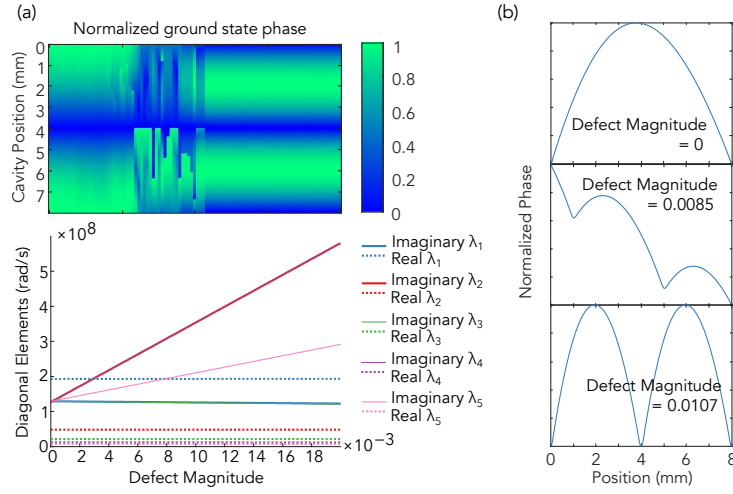 (a)
Normalized ground state phase
Cavity Position (mm)
0
1
2
3
4
5
6
7
1
0.8
0.6
0.4
0.2
0
×10⁸
Diagonal Elements (rad/s)
5
4
3
2
1
0
0 2 4 6 8 10 12 14 16 18
×10⁻³
Defect Magnitude
Imaginary λ₁
Real λ₁
Imaginary λ₂
Real λ₂
Imaginary λ₃
Real λ₃
Imaginary λ₄
Real λ₄
Imaginary λ₅
Real λ₅
(b)
Normalized Phase
Defect Magnitude
= 0
Defect Magnitude
= 0.0085
Defect Magnitude
= 0.0107
0 2 4 6 8
Position (mm)